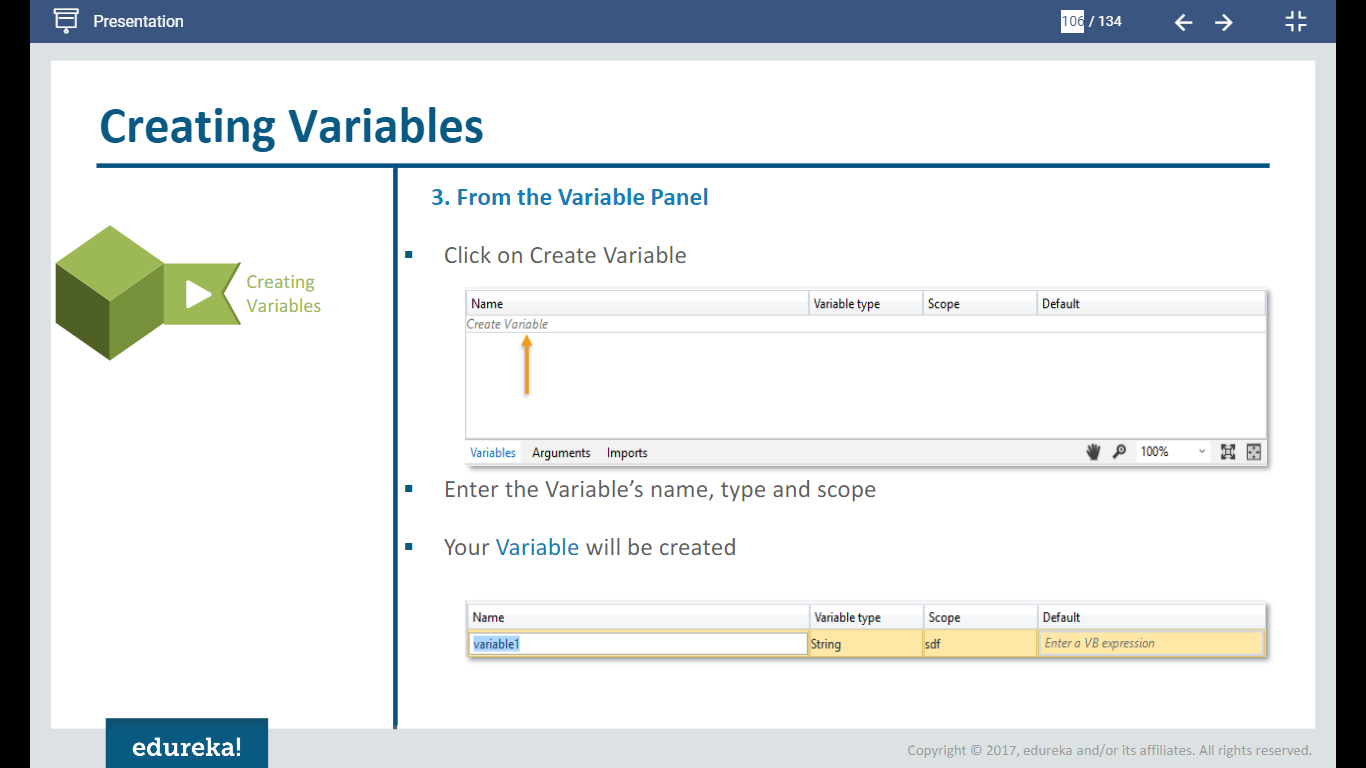 Presentation
106 / 134
Creating Variables
Creating
Variables
3. From the Variable Panel
Click on Create Variable
Name Variable type Scope Default
Create Variable
Variables Arguments Imports 100%
Enter the Variable’s name, type and scope
Your Variable will be created
Name Variable type Scope Default
variable1 String sdf Enter a VB expression
edureka!
Copyright © 2017, edureka and/or its affiliates. All rights reserved.